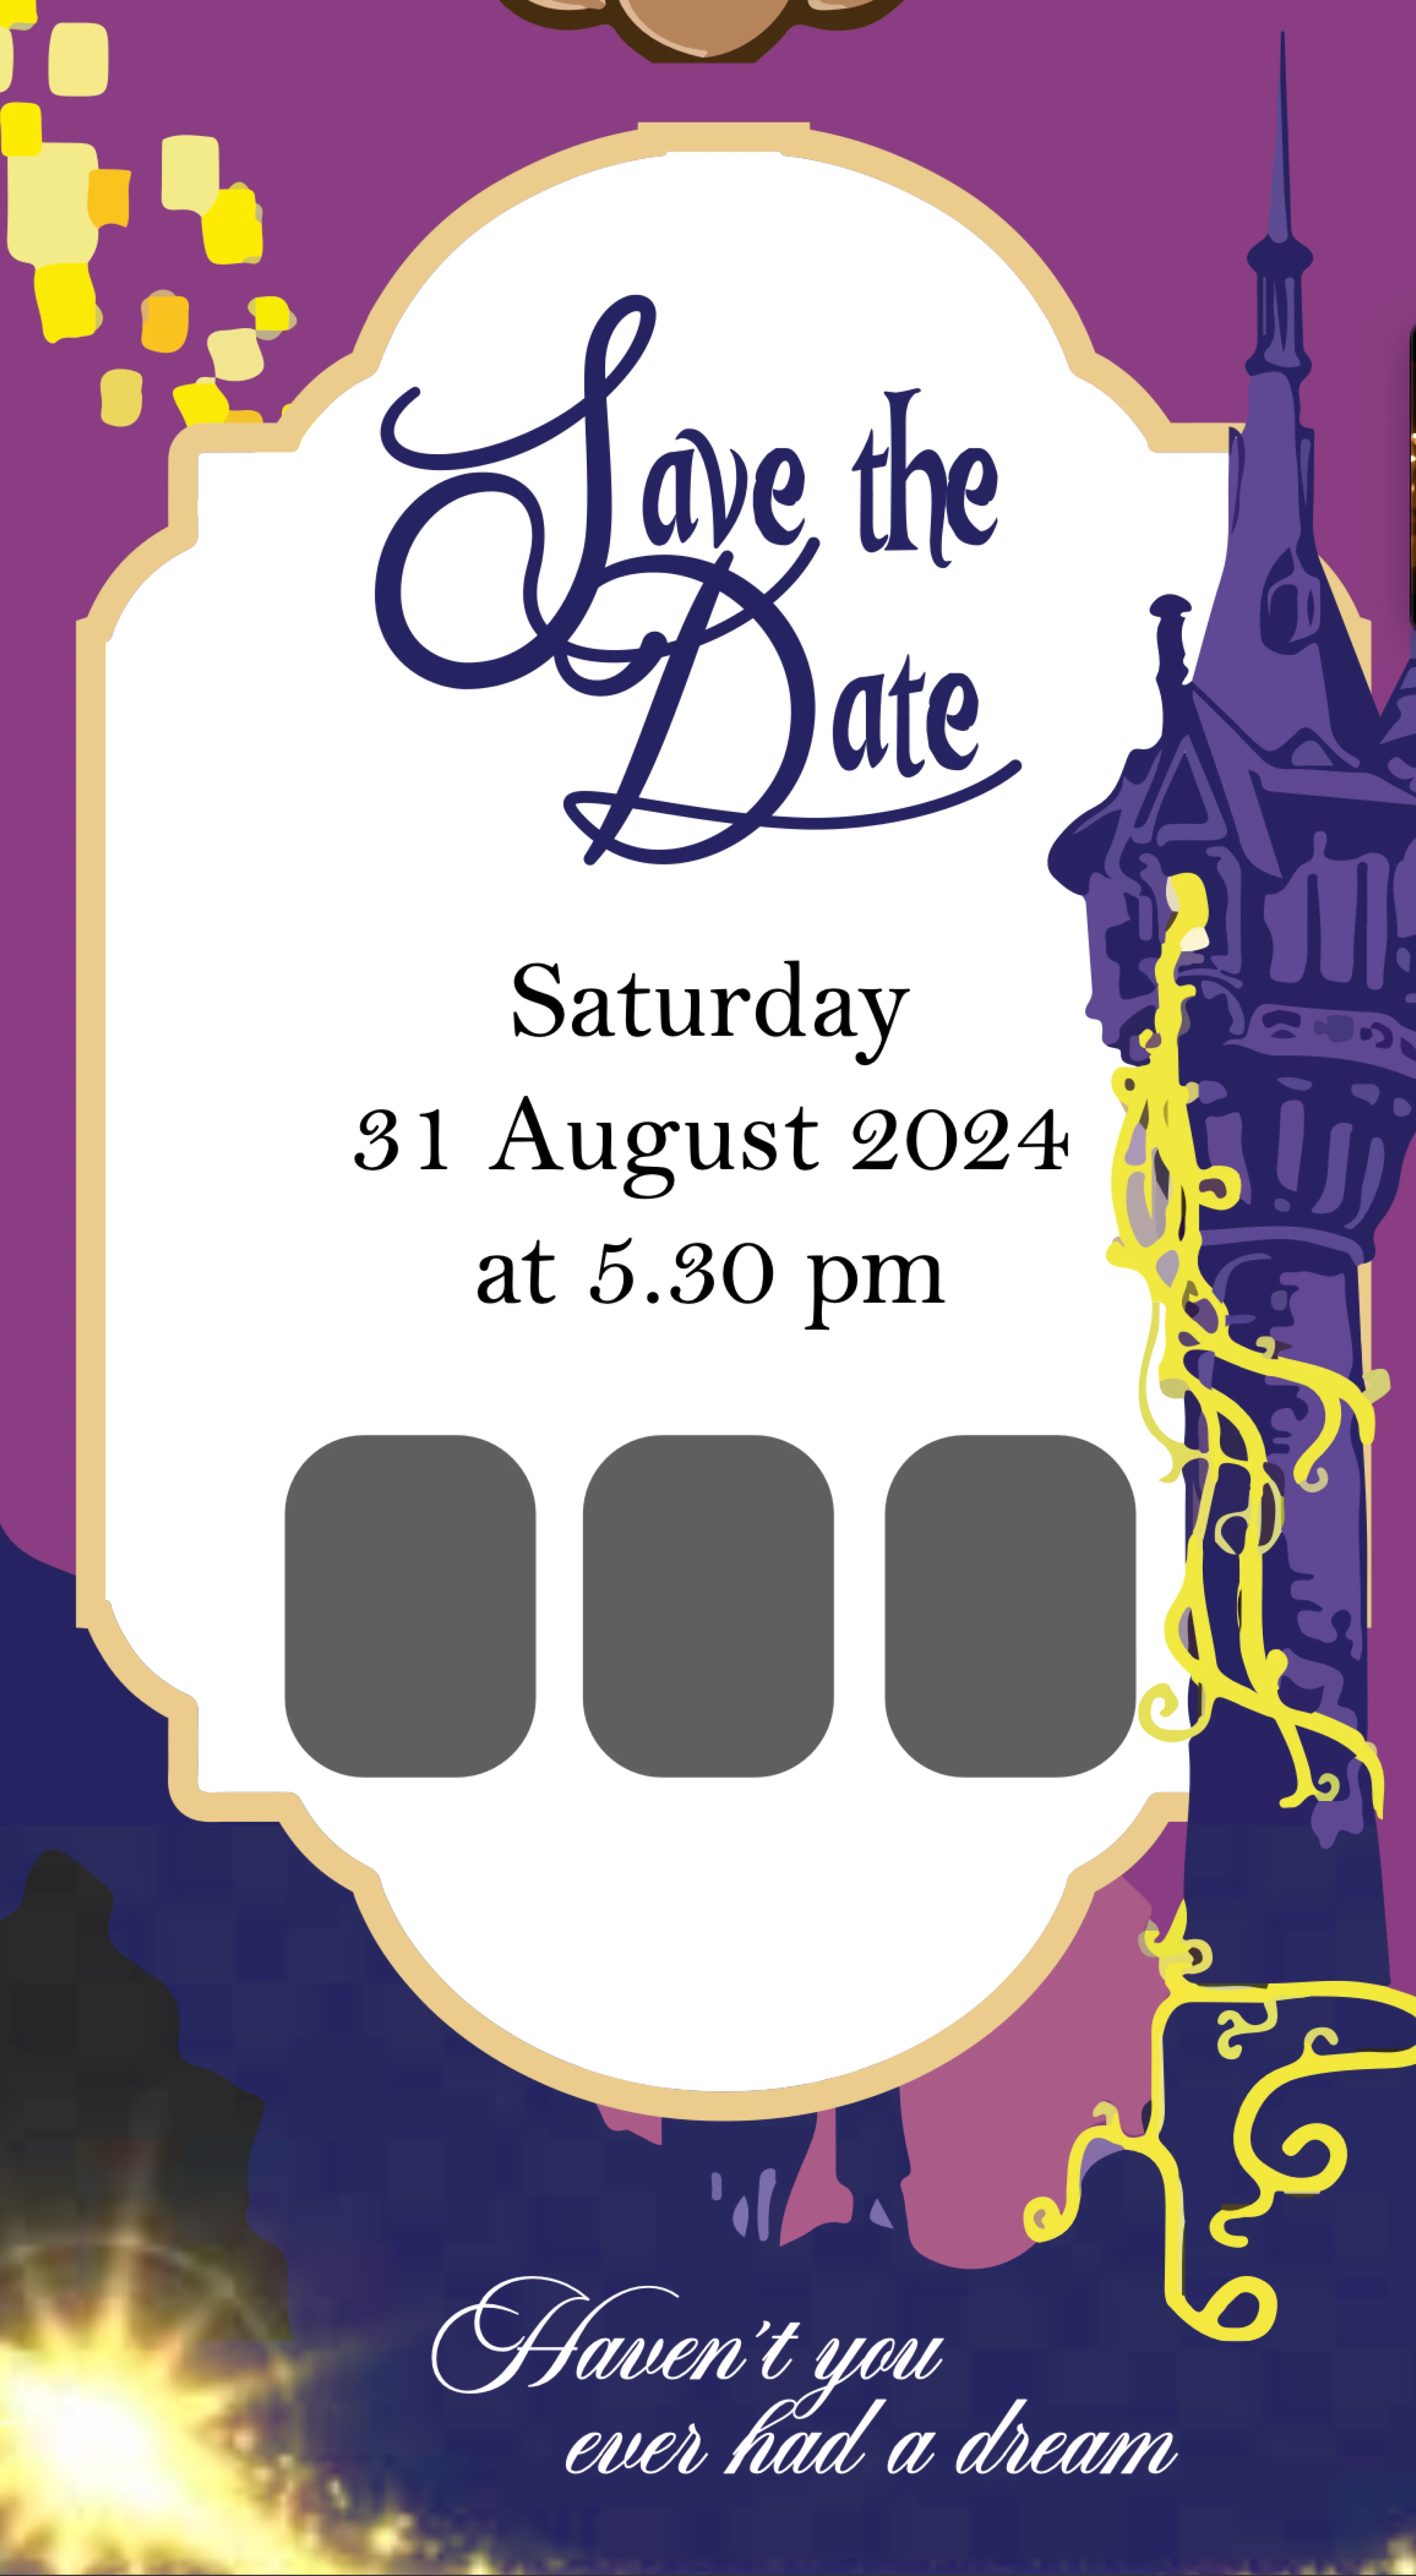 Save the
Date
Saturday
31 August 2024
at 5.30 pm
Haven't you
ever had a dream